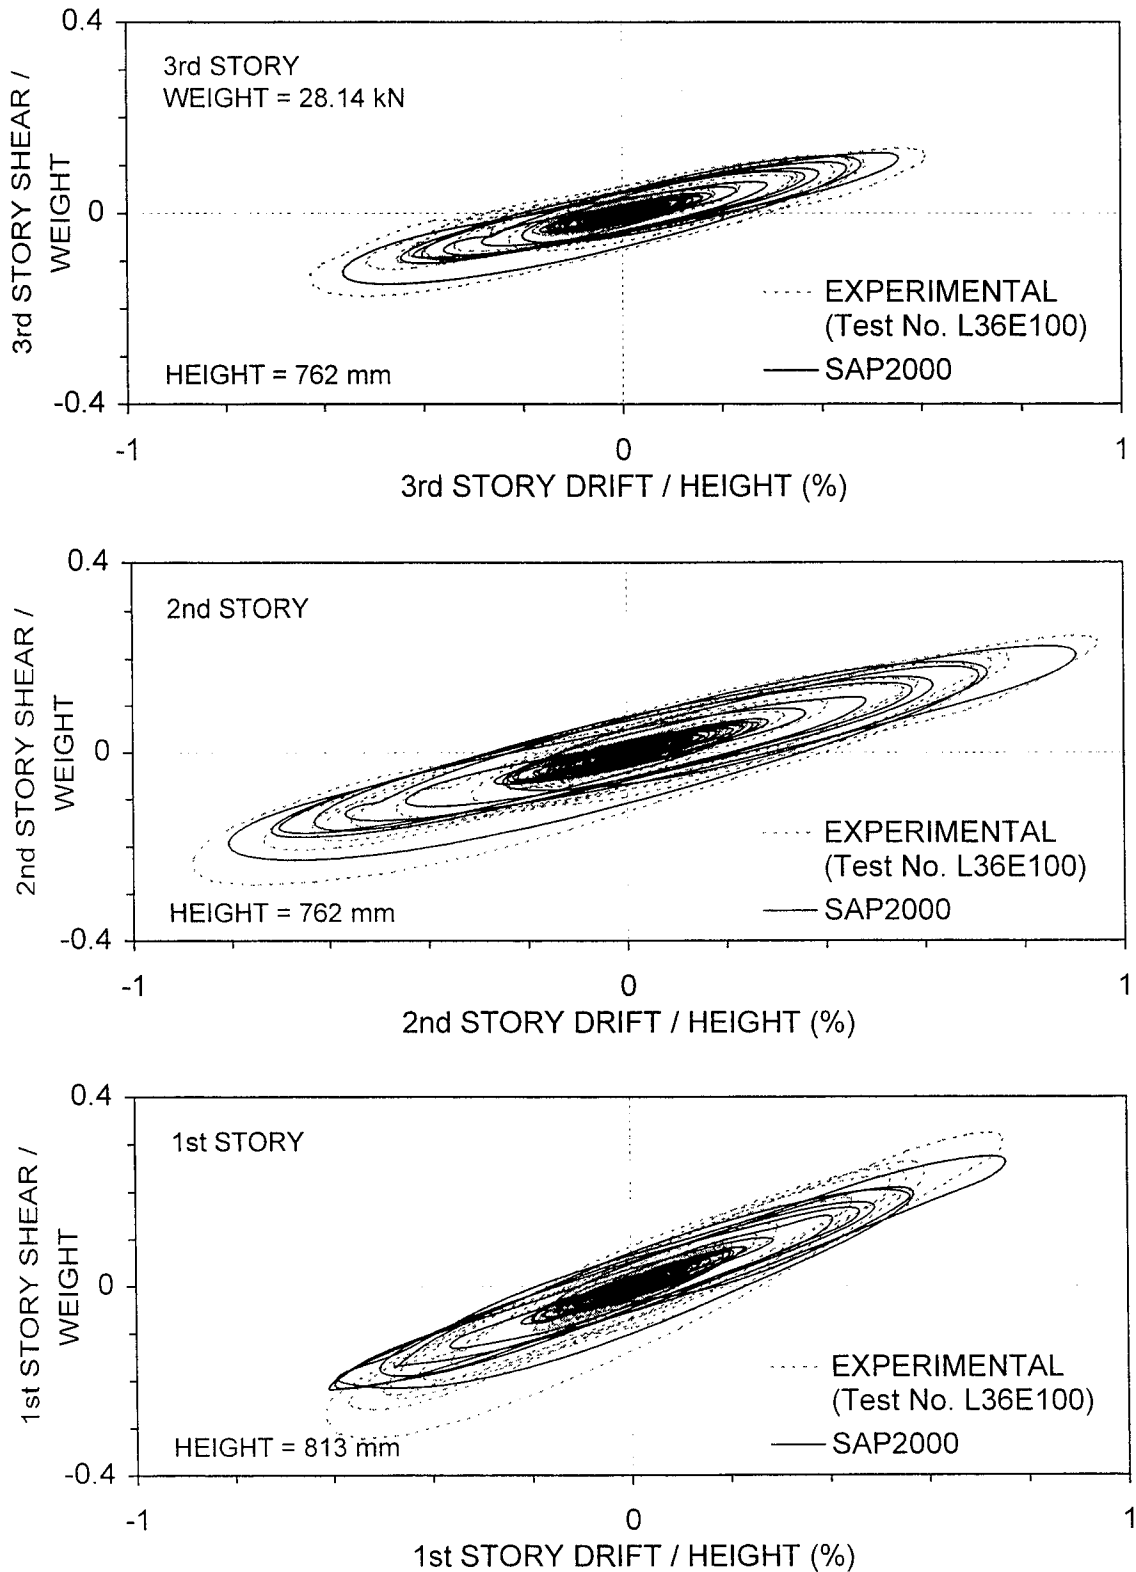 0.4
3rd STORY
WEIGHT = 28.14 kN
3rd STORY SHEAR /
WEIGHT
0
EXPERIMENTAL
(Test No. L36E100)
SAP2000
HEIGHT = 762 mm
-0.4
-1
0
1
3rd STORY DRIFT / HEIGHT (%)
0.4
2nd STORY
2nd STORY SHEAR /
WEIGHT
0
EXPERIMENTAL
(Test No. L36E100)
SAP2000
HEIGHT = 762 mm
-0.4
-1
0
1
2nd STORY DRIFT / HEIGHT (%)
0.4
1st STORY
1st STORY SHEAR /
WEIGHT
0
EXPERIMENTAL
(Test No. L36E100)
SAP2000
HEIGHT = 813 mm
-0.4
-1
0
1
1st STORY DRIFT / HEIGHT (%)